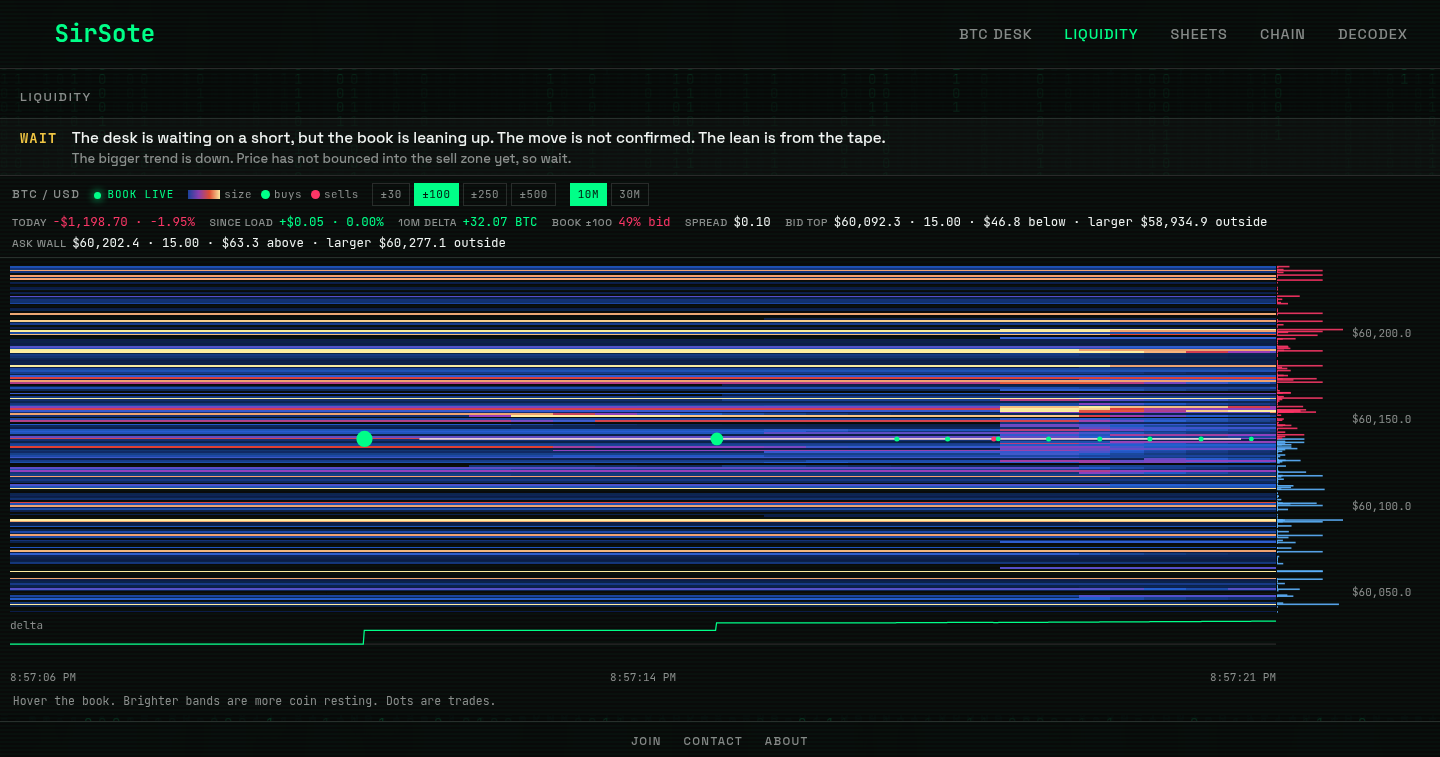 SirSote
BTC DESK LIQUIDITY SHEETS CHAIN DECODEX
LIQUIDITY
WAIT The desk is waiting on a short, but the book is leaning up. The move is not confirmed. The lean is from the tape.
The bigger trend is down. Price has not bounced into the sell zone yet, so wait.
BTC / USD BOOK LIVE size buys sells ±30 ±100 ±250 ±500 10M 30M
TODAY -$1,198.70 · -1.95% SINCE LOAD +$0.05 · 0.00% 10M DELTA +32.07 BTC BOOK ±100 49% bid SPREAD $0.10 BID TOP $60,092.3 · 15.00 · $46.8 below · larger $58,934.9 outside
ASK WALL $60,202.4 · 15.00 · $63.3 above · larger $60,277.1 outside
$60,200.0
$60,150.0
$60,100.0
$60,050.0
delta
8:57:06 PM 8:57:14 PM 8:57:21 PM
Hover the book. Brighter bands are more coin resting. Dots are trades.
JOIN CONTACT ABOUT